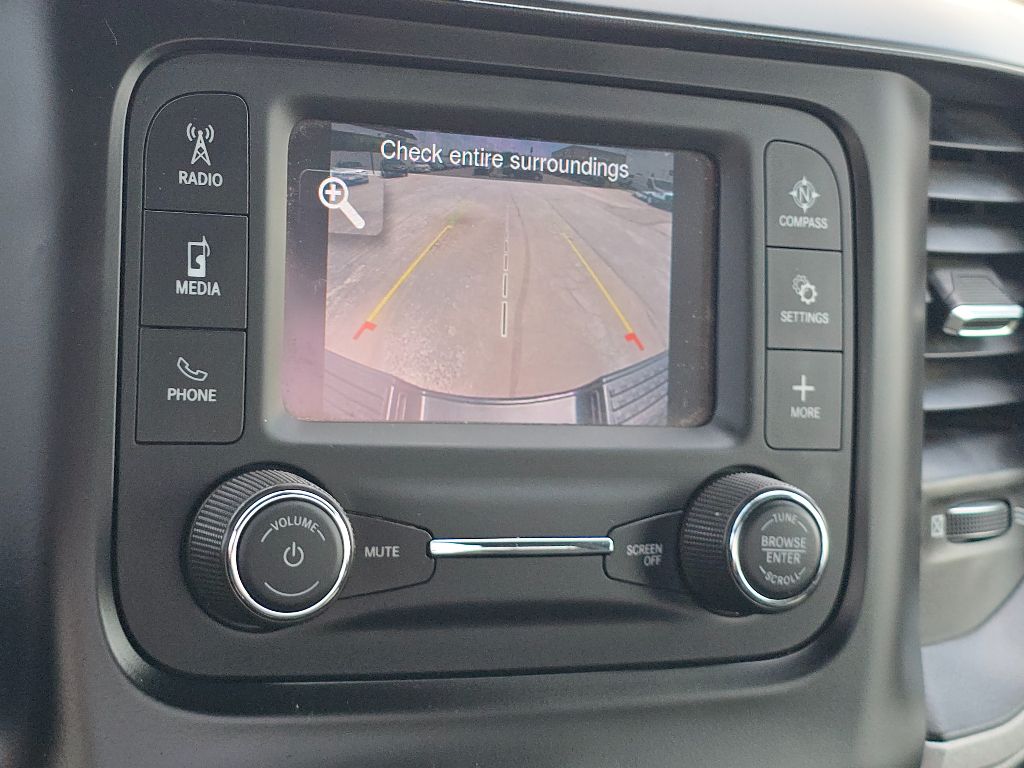 Check entire surroundings
RADIO
MEDIA
PHONE
N
COMPASS
SETTINGS
MORE
VOLUME
MUTE
SCREEN
OFF
TUNE
BROWSE
ENTER
SCROLL